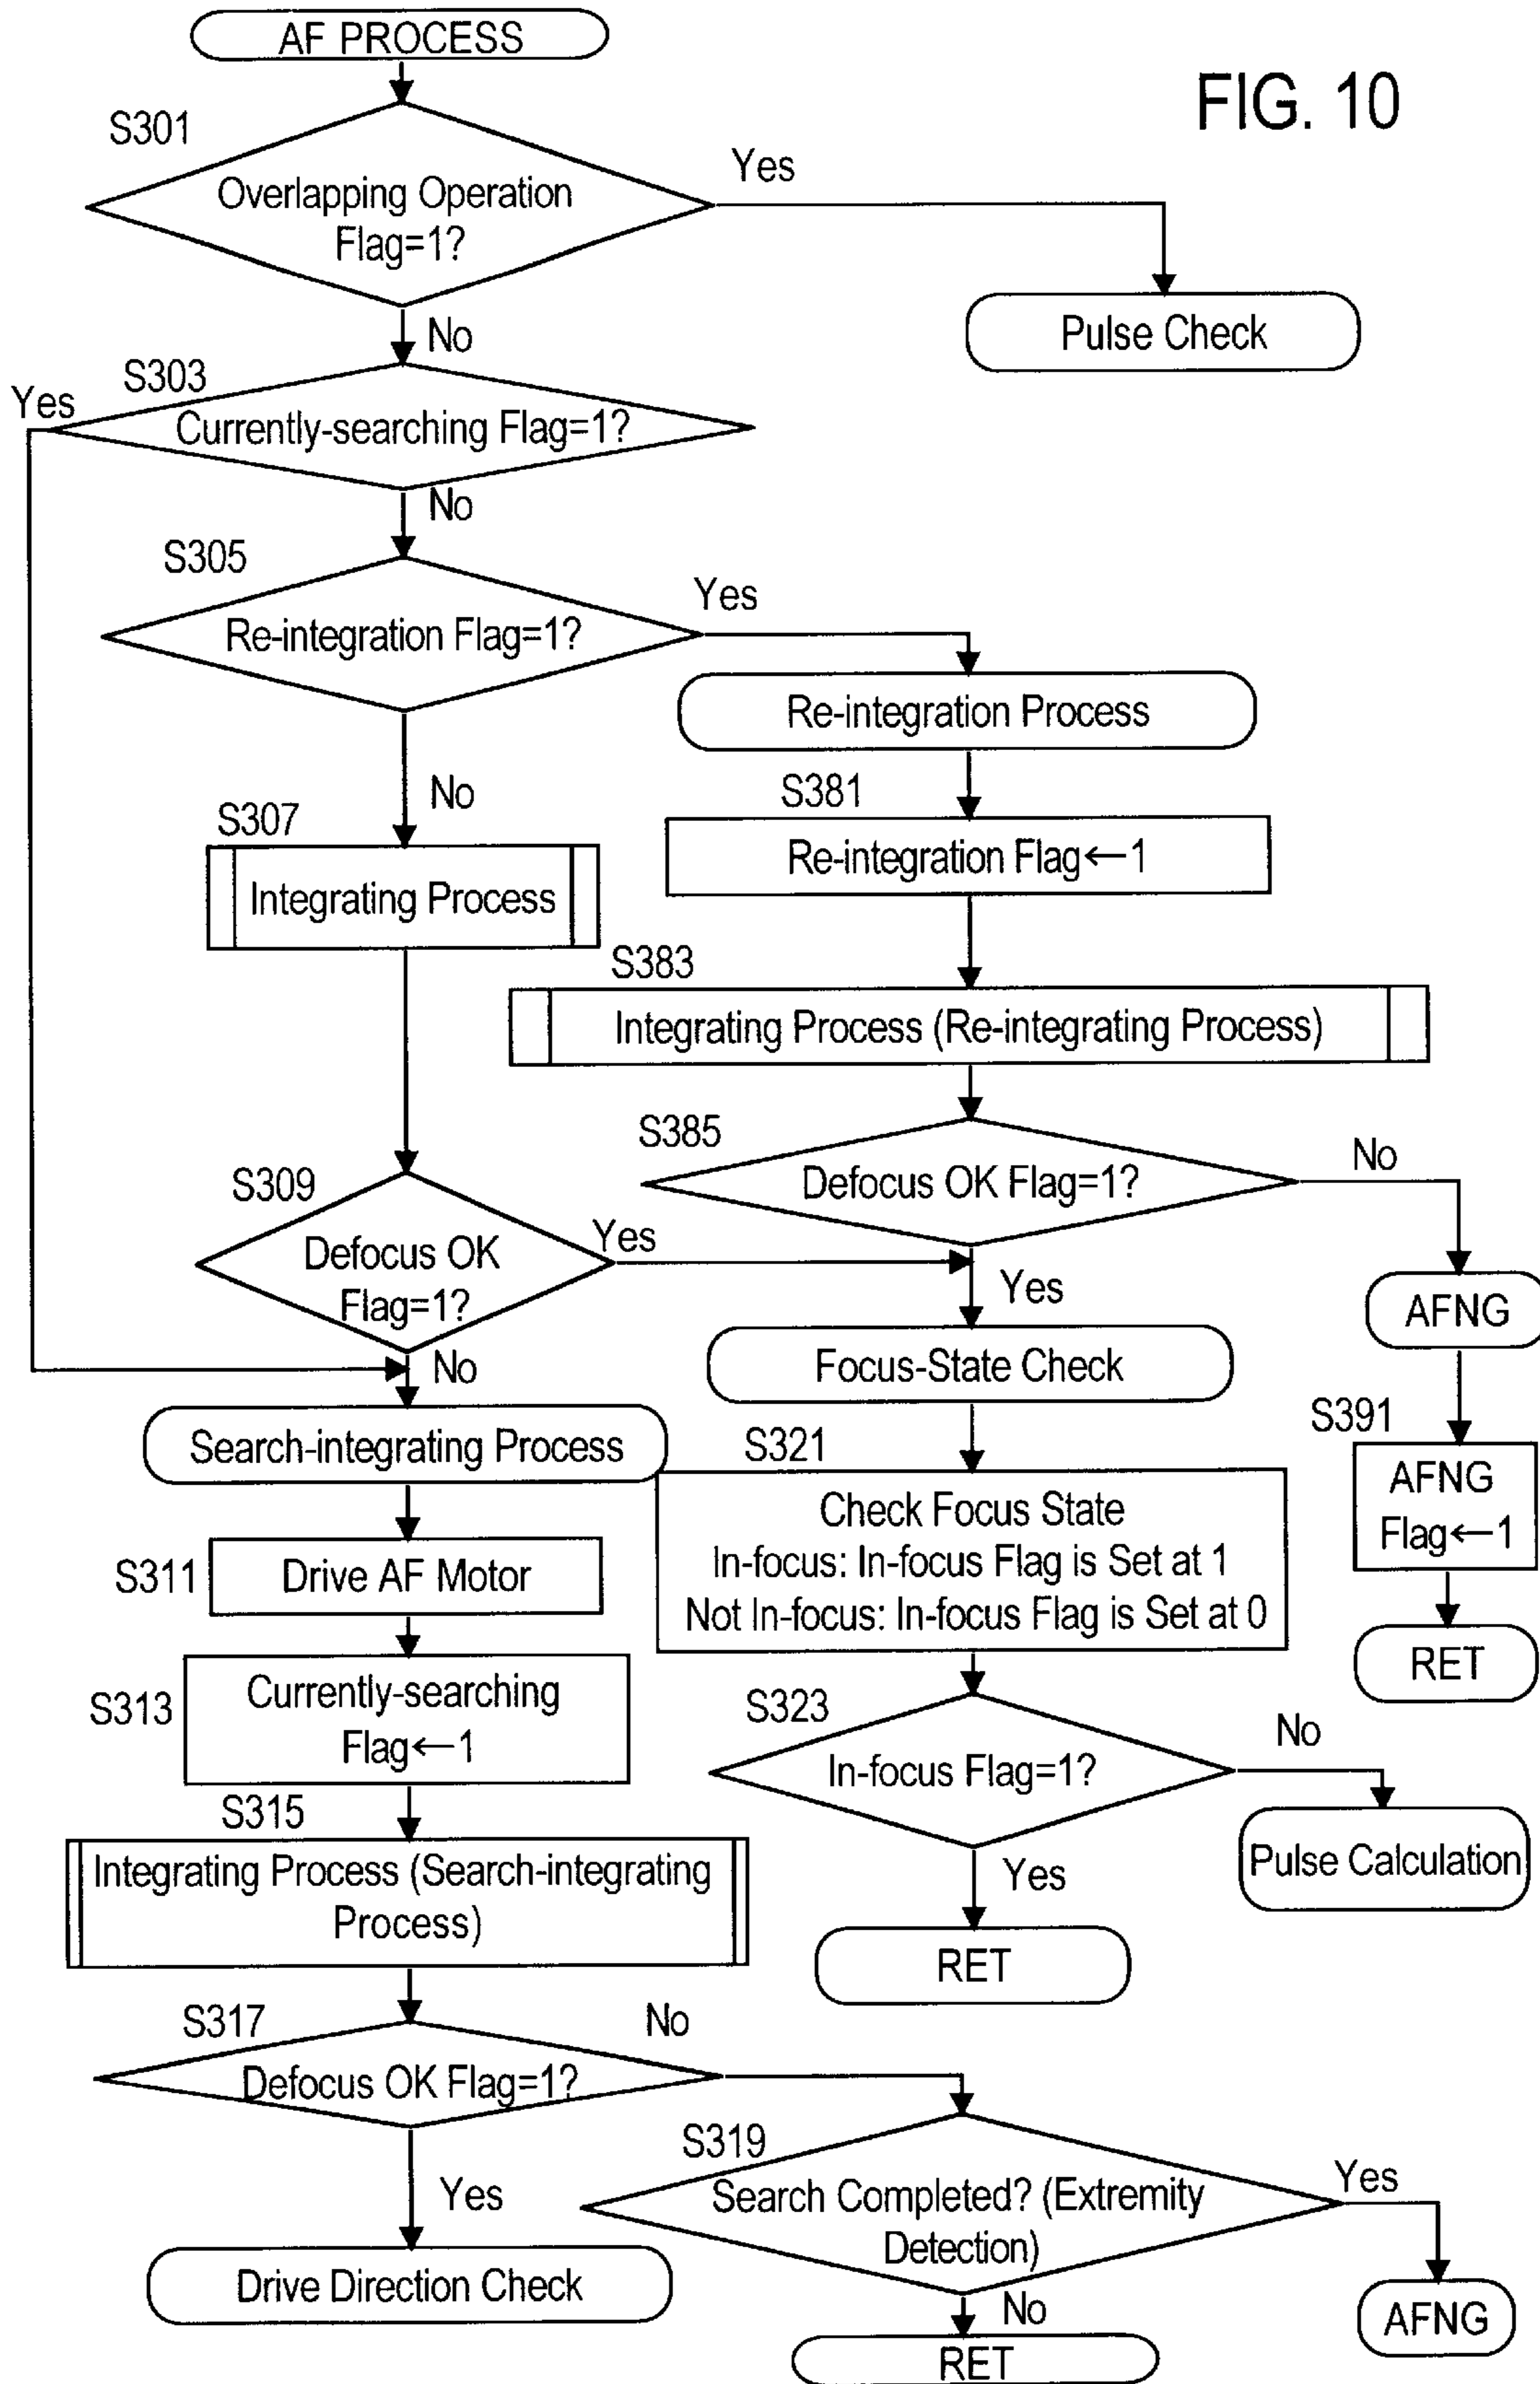 AF PROCESS
FIG. 10
S301
Overlapping Operation
Flag=1?
Yes
Pulse Check
No
S303
Yes
Currently-searching Flag=1?
No
S305
Re-integration Flag=1?
Yes
Re-integration Process
No
S381
Re-integration Flag←1
S307
Integrating Process
S383
Integrating Process (Re-integrating Process)
S385
Defocus OK Flag=1?
No
S309
Defocus OK
Flag=1?
Yes
Yes
AFNG
No
Focus-State Check
S391
AFNG
Flag←1
RET
Search-integrating Process
S321
Check Focus State
In-focus: In-focus Flag is Set at 1
Not In-focus: In-focus Flag is Set at 0
S311
Drive AF Motor
S313
Currently-searching
Flag←1
S323
In-focus Flag=1?
No
Pulse Calculation
Yes
RET
S315
Integrating Process (Search-integrating
Process)
S317
Defocus OK Flag=1?
No
Yes
Drive Direction Check
S319
Search Completed? (Extremity
Detection)
Yes
AFNG
No
RET